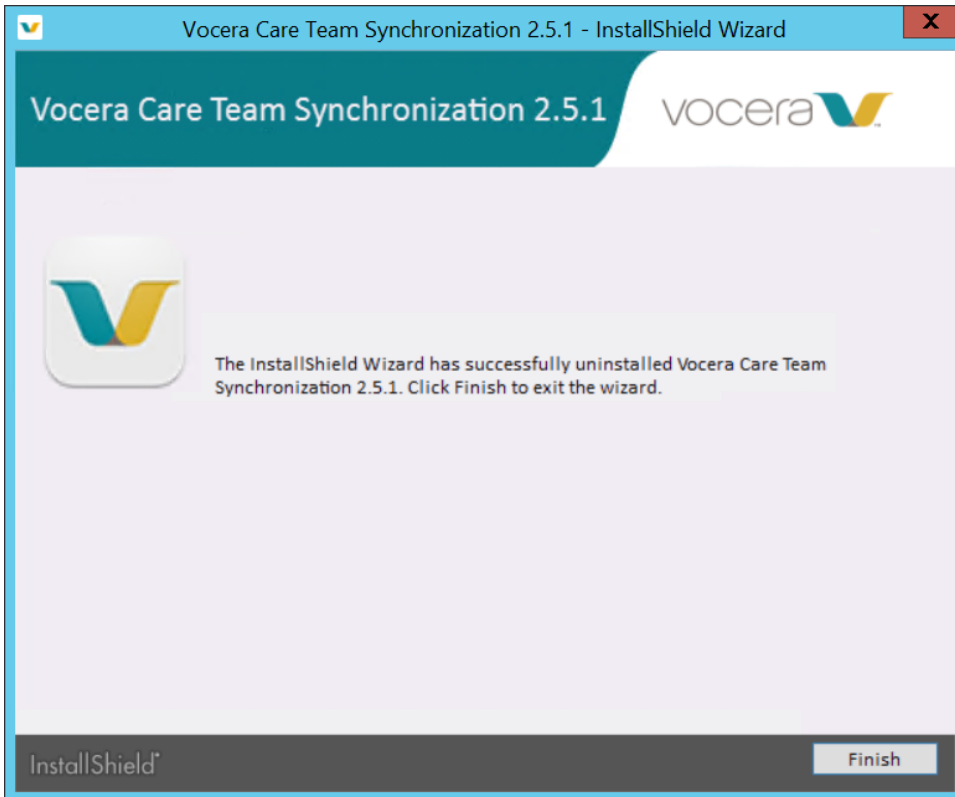 Vocera Care Team Synchronization 2.5.1 - InstallShield Wizard
X
Vocera Care Team Synchronization 2.5.1
vocera
The InstallShield Wizard has successfully uninstalled Vocera Care Team
Synchronization 2.5.1. Click Finish to exit the wizard.
InstallShield
Finish